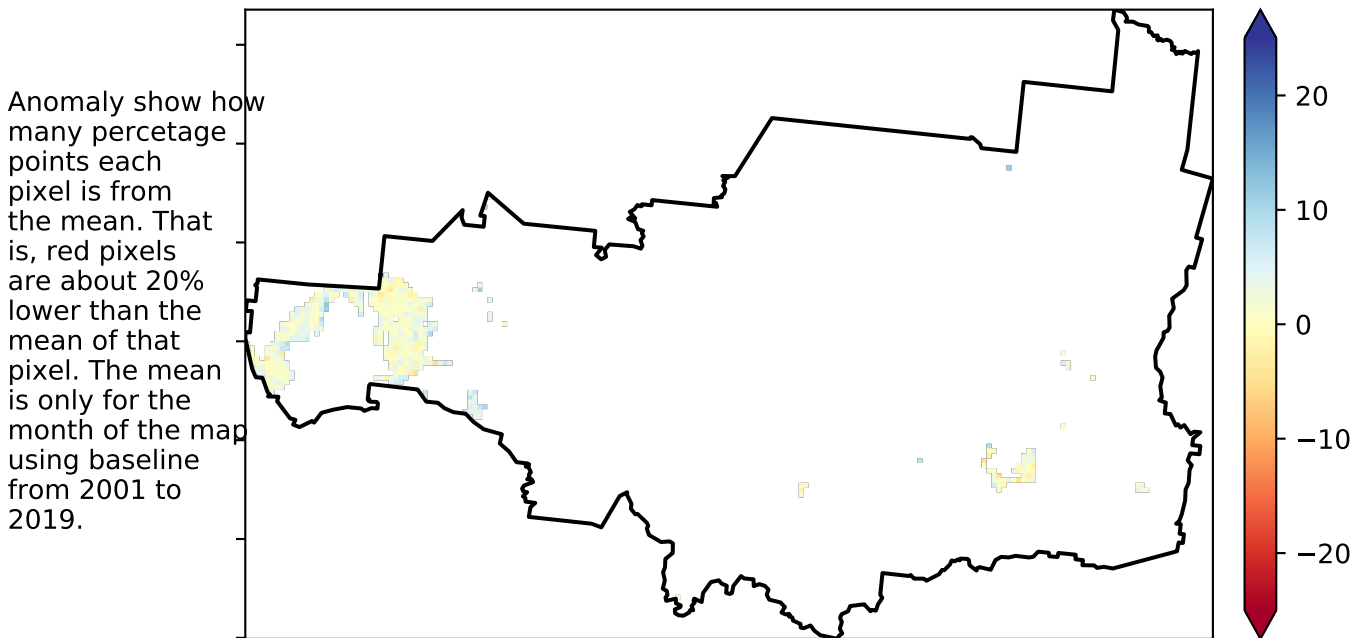 Anomaly show how
many percetage
points each
pixel is from
the mean. That
is, red pixels
are about 20%
lower than the
mean of that
pixel. The mean
is only for the
month of the map
using baseline
from 2001 to
2019.
20
10
0
−10
−20